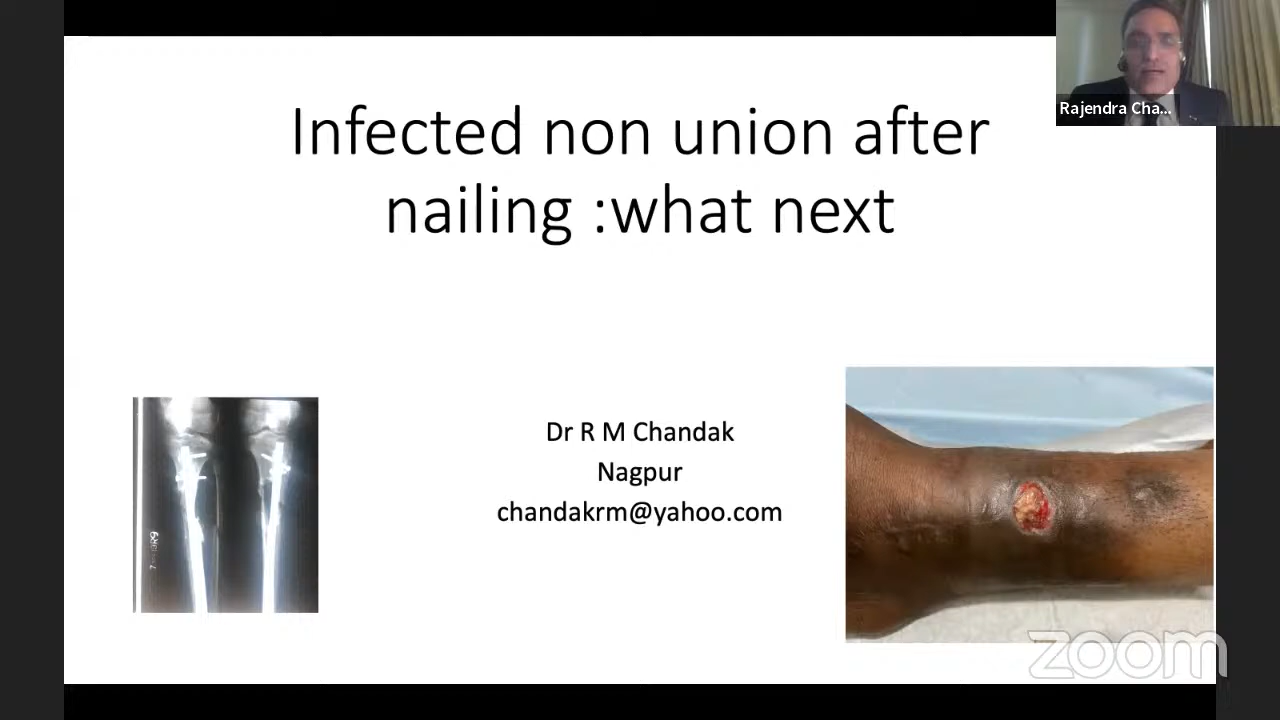 Rajendra Cha...
Infected non union after
nailing :what next
Dr R M Chandak
Nagpur
chandakrm@yahoo.com
zoom